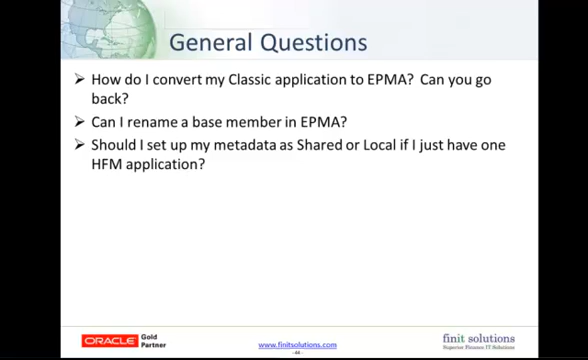 General Questions
How do I convert my Classic application to EPMA? Can you go
back?
Can I rename a base member in EPMA?
Should I set up my metadata as Shared or Local if I just have one
HFM application?
ORACLE Gold
Partner
www.finitsolutions.com
- 44 -
finit solutions
Superior Finance IT Solutions